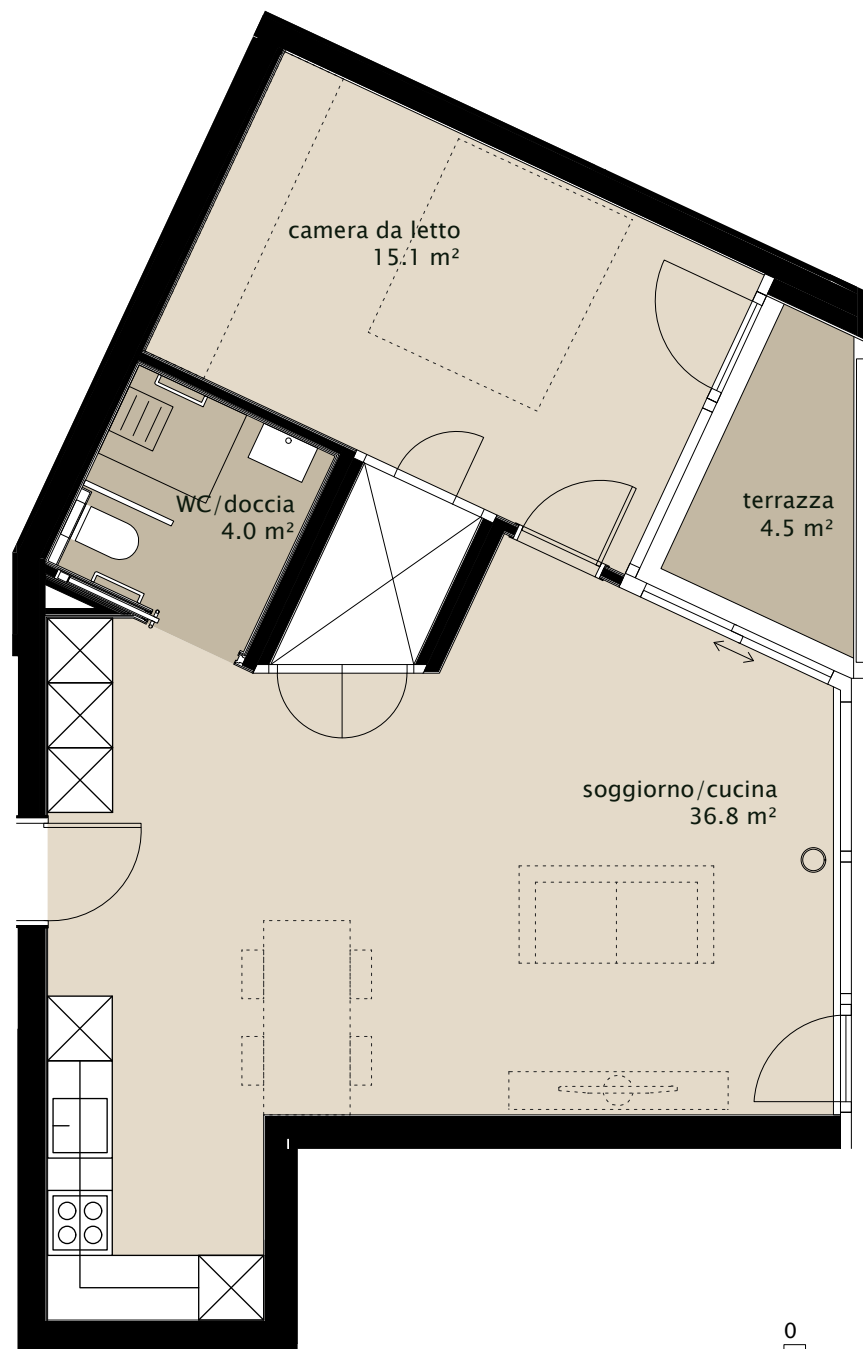 camera da letto
15.1 m²
WC/doccia
4.0 m²
terrazza
4.5 m²
soggiorno/cucina
36.8 m²
0